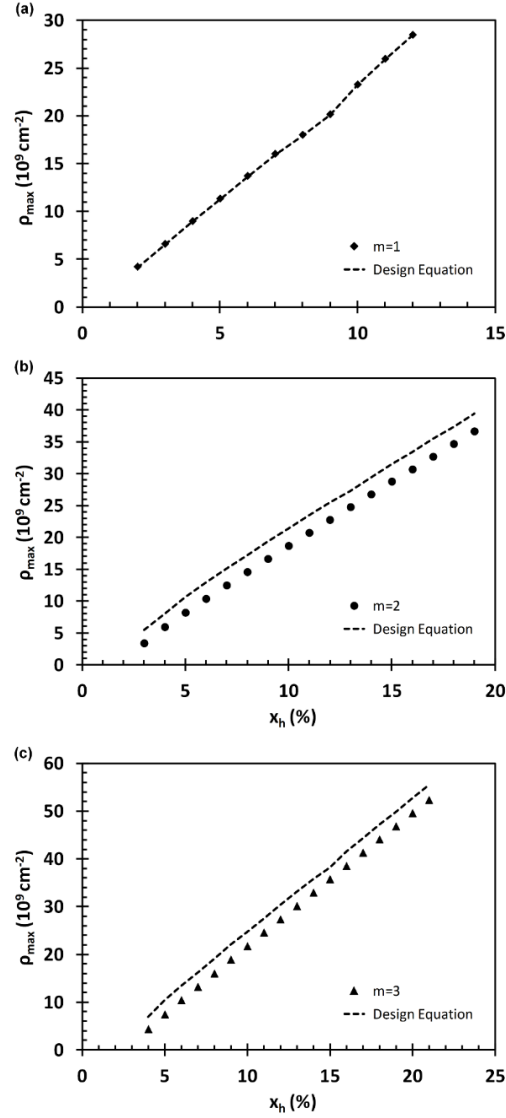 (a)
30
25
20
15
10
5
0
ρmax (10⁹ cm⁻²)
m=1
Design Equation
0 5 10 15
(b)
45
40
35
30
25
20
15
10
5
0
ρmax (10⁹ cm⁻²)
m=2
Design Equation
0 5 10 15 20
xh (%)
(c)
60
50
40
30
20
10
0
ρmax (10⁹ cm⁻²)
m=3
Design Equation
0 5 10 15 20 25
xh (%)